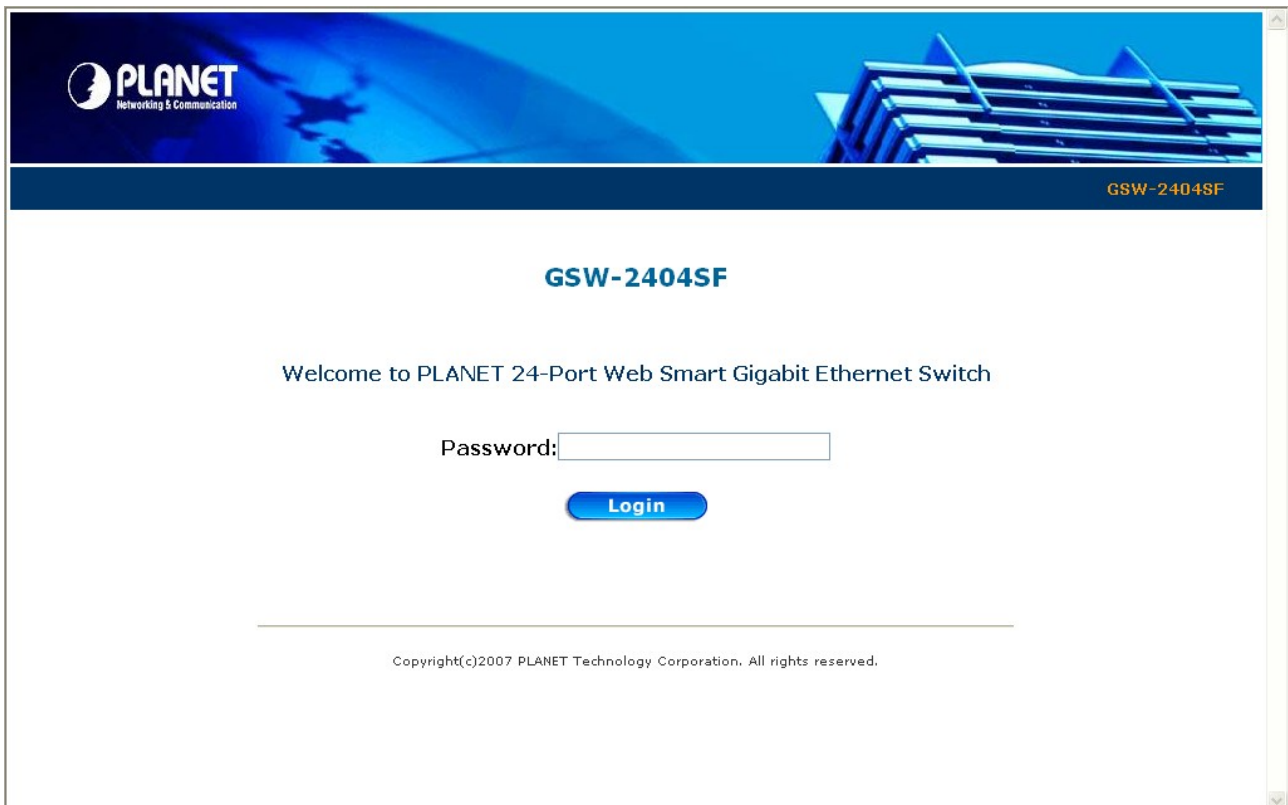 PLANET
Networking & Communication
GSW-2404SF
GSW-2404SF
Welcome to PLANET 24-Port Web Smart Gigabit Ethernet Switch
Password:
Login
Copyright(c)2007 PLANET Technology Corporation. All rights reserved.